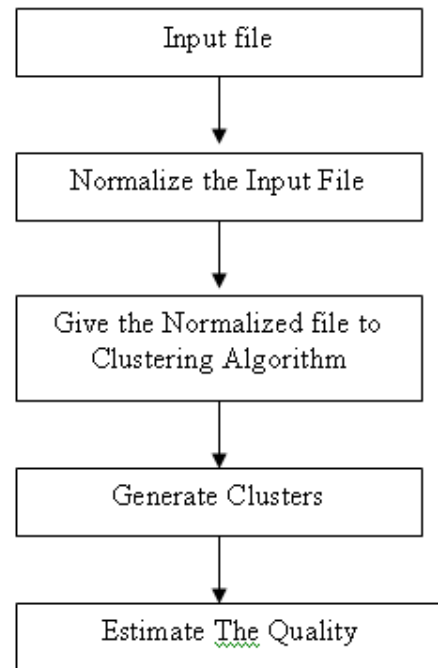 Input file
Normalize the Input File
Give the Normalized file to
Clustering Algorithm
Generate Clusters
Estimate The Quality